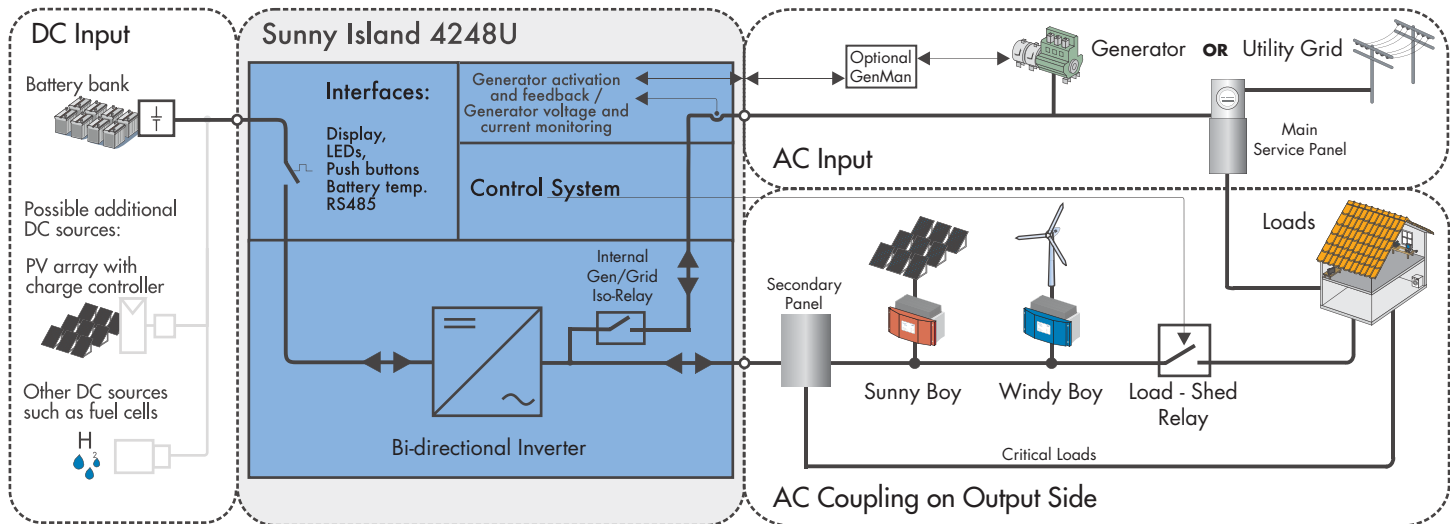 DC Input
Battery bank
Possible additional
DC sources:
PV array with
charge controller
Other DC sources
such as fuel cells
H
2
Sunny Island 4248U
Interfaces:
Display,
LEDs,
Push buttons
Battery temp.
RS485
Generator activation
and feedback /
Generator voltage and
current monitoring
Control System
Internal
Gen/Grid
Iso-Relay
Bi-directional Inverter
Optional
GenMan
Generator OR Utility Grid
Main
Service Panel
AC Input
Loads
Secondary
Panel
Sunny Boy
Windy Boy
Load - Shed
Relay
Critical Loads
AC Coupling on Output Side